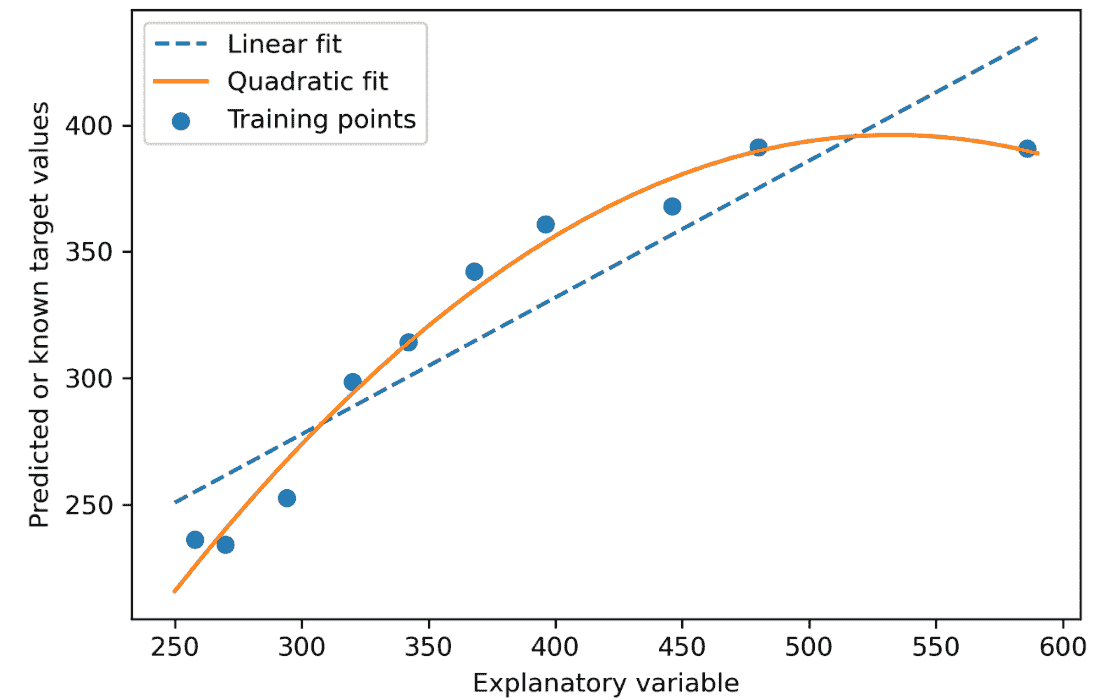 Linear fit
Quadratic fit
Training points
Predicted or known target values
400
350
300
250
250 300 350 400 450 500 550 600
Explanatory variable